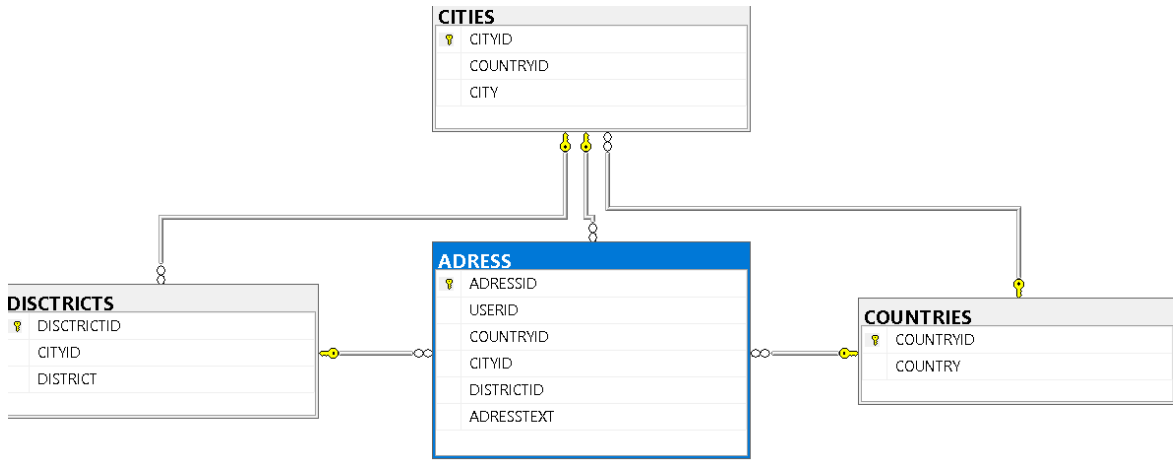 CITIES
CITYID
COUNTRYID
CITY
DISCTRICTS
DISCTRICTID
CITYID
DISTRICT
ADRESS
ADRESSID
USERID
COUNTRYID
CITYID
DISTRICTID
ADRESSTEXT
COUNTRIES
COUNTRYID
COUNTRY